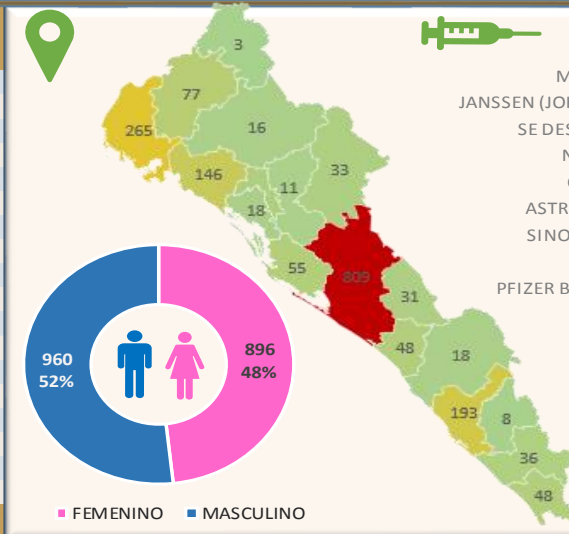 3
77
16
265
146
33
11
18
55
809
31
48
18
193
8
36
48
M
JANSSEN (JO
SE DES
N
ASTR
SINO
PFIZER B
960
52%
896
48%
FEMENINO
MASCULINO